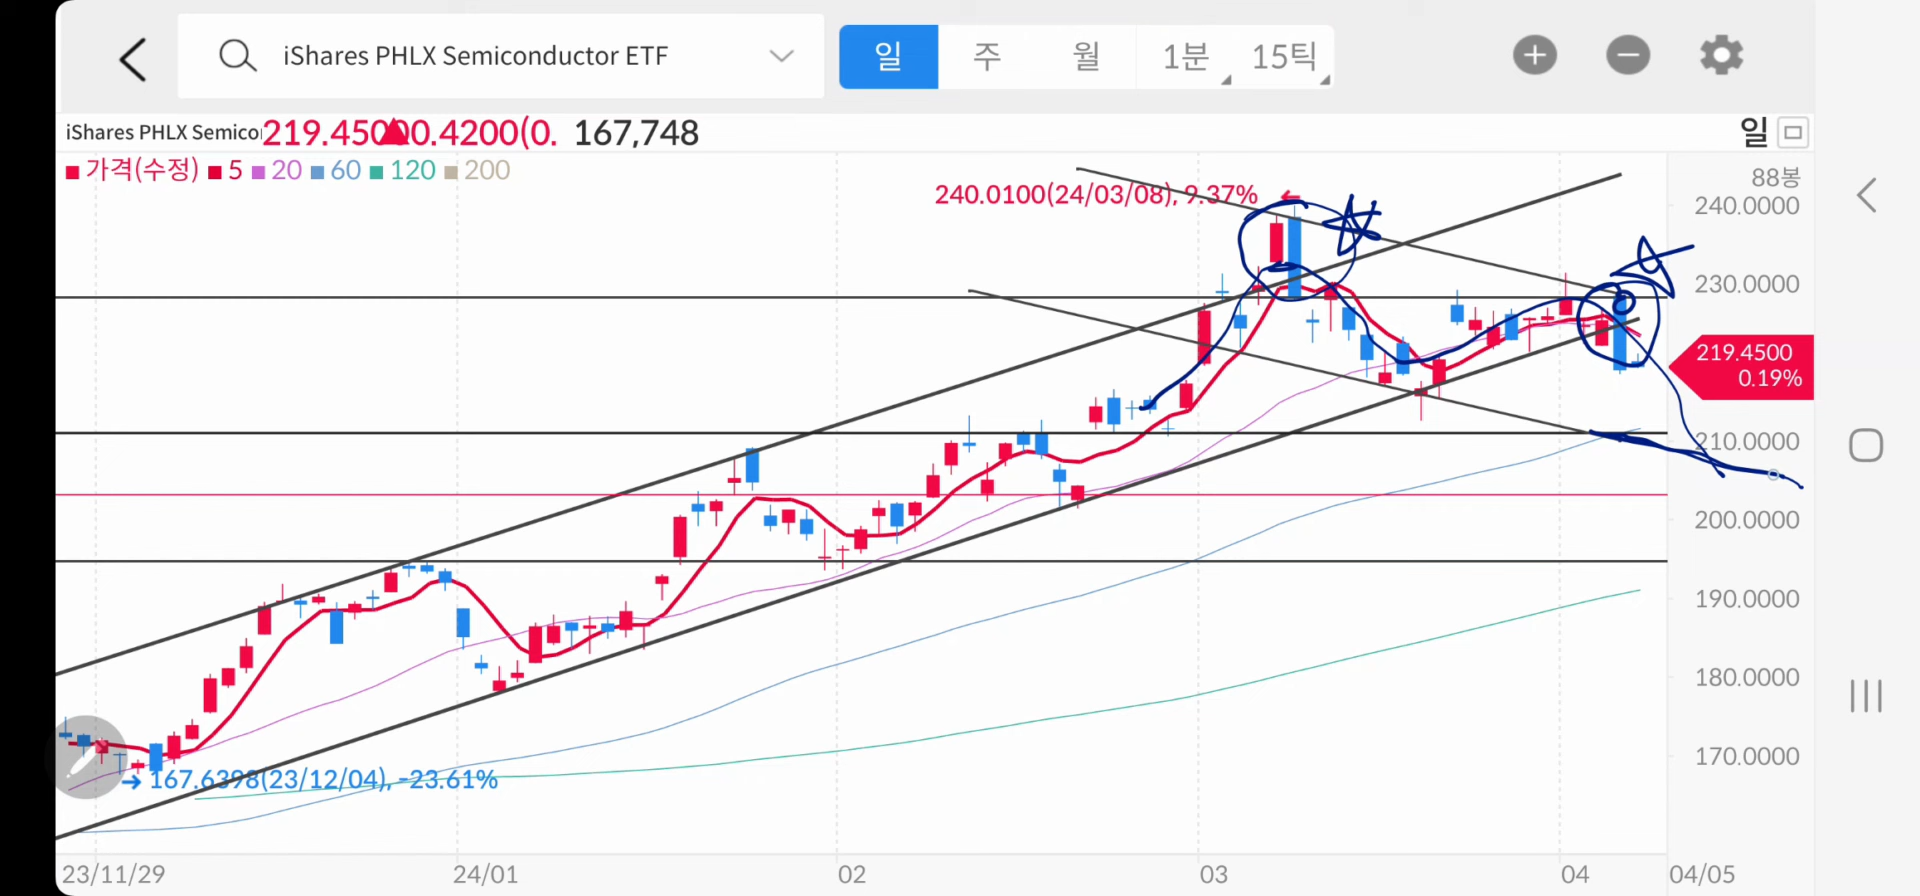 iShares PHLX Semiconductor ETF 일 주 월 1분 15틱
iShares PHLX Semico 219.4500 0.4200(0. 167,748 일
가격(수정) 5 20 60 120 200 88봉
240.0100(24/03/08), 9.37% 240.0000
230.0000
219.4500
0.19%
210.0000
200.0000
190.0000
180.0000
167.6398(23/12/04), -23.61% 170.0000
23/11/29 24/01 02 03 04 04/05